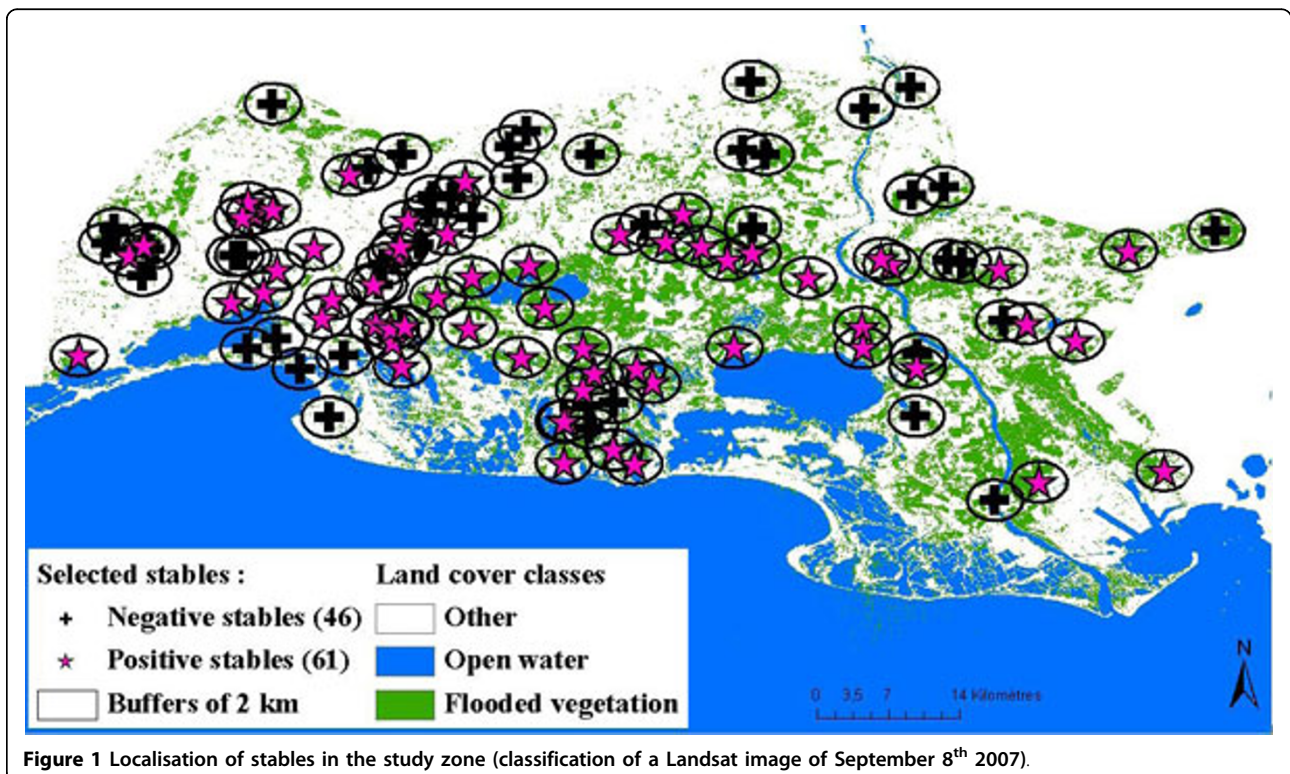 Selected stables :
Negative stables (46)
Positive stables (61)
Buffers of 2 km
Land cover classes
Other
Open water
Flooded vegetation
N
0 3,5 7 14 Kilomètres
Figure 1 Localisation of stables in the study zone (classification of a Landsat image of September 8th 2007).